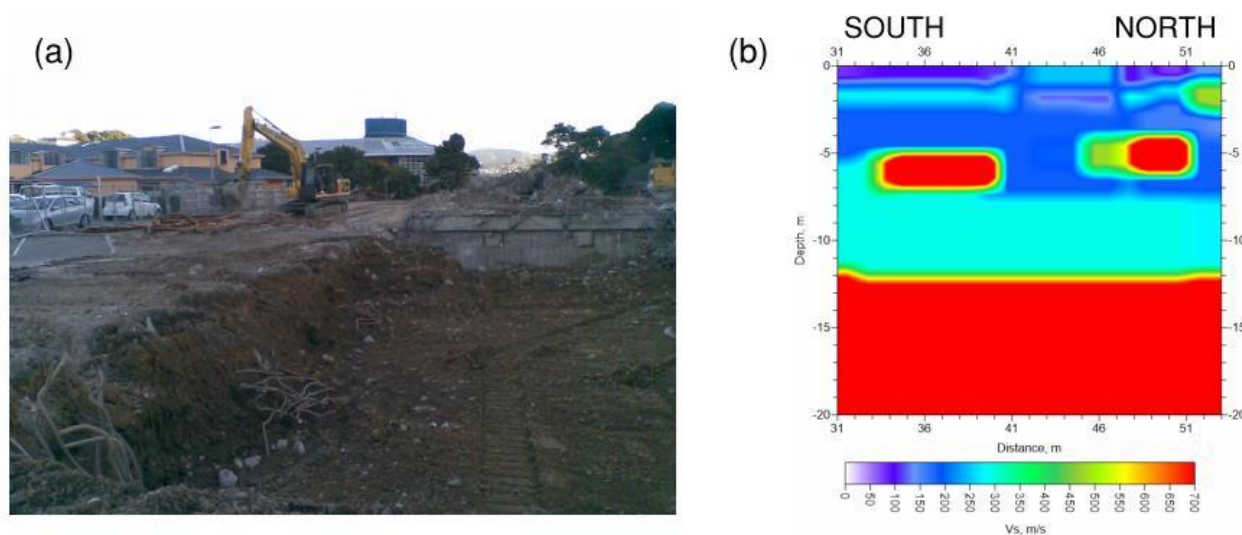 (a)
(b)
SOUTH NORTH
31 36 41 46 51
0 0
-5 -5
-10 -10
-15 -15
-20 -20
Depth, m
31 36 41 46 51
Distance, m
0 50 100 150 200 250 300 350 400 450 500 550 600 650 700
Vs, m/s